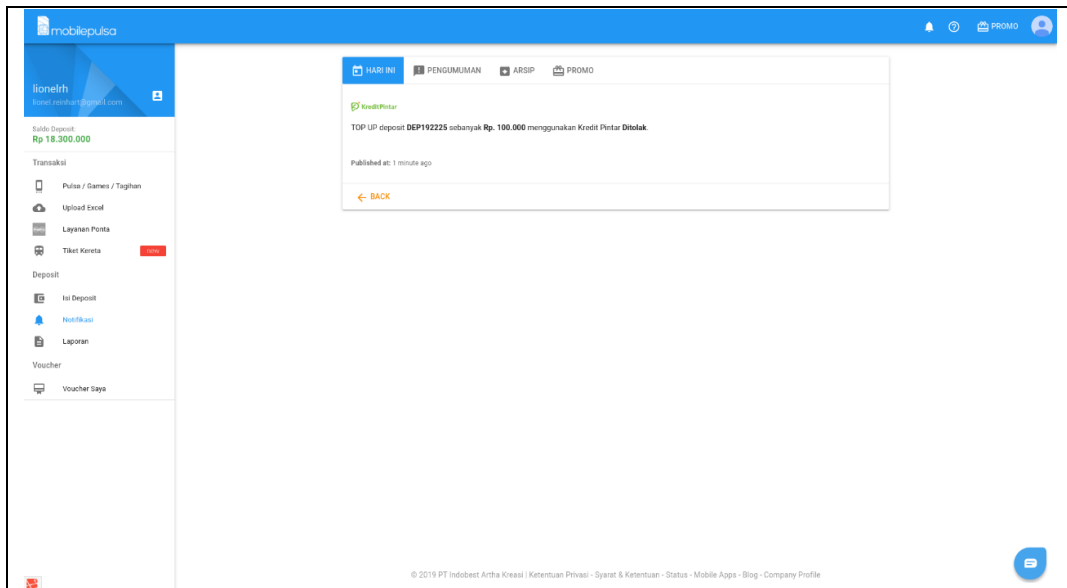 mobilepulsa
PROMO
lionelrh
lionel.reinhart@gmail.com
Saldo Deposit
Rp 18.300.000
Transaksi
Pulsa / Games / Tagihan
Upload Excel
Layanan Ponta
Tiket Kereta
new
Deposit
Isi Deposit
Notifikasi
Laporan
Voucher
Voucher Saya
HARI INI PENGUMUMAN ARSIP PROMO
KreditPintar
TOP UP deposit DEP192225 sebanyak Rp. 100.000 menggunakan Kredit Pintar Ditolak.
Published at: 1 minute ago
BACK
© 2019 PT Indobest Artha Kreasi | Ketentuan Privasi - Syarat & Ketentuan - Status - Mobile Apps - Blog - Company Profile